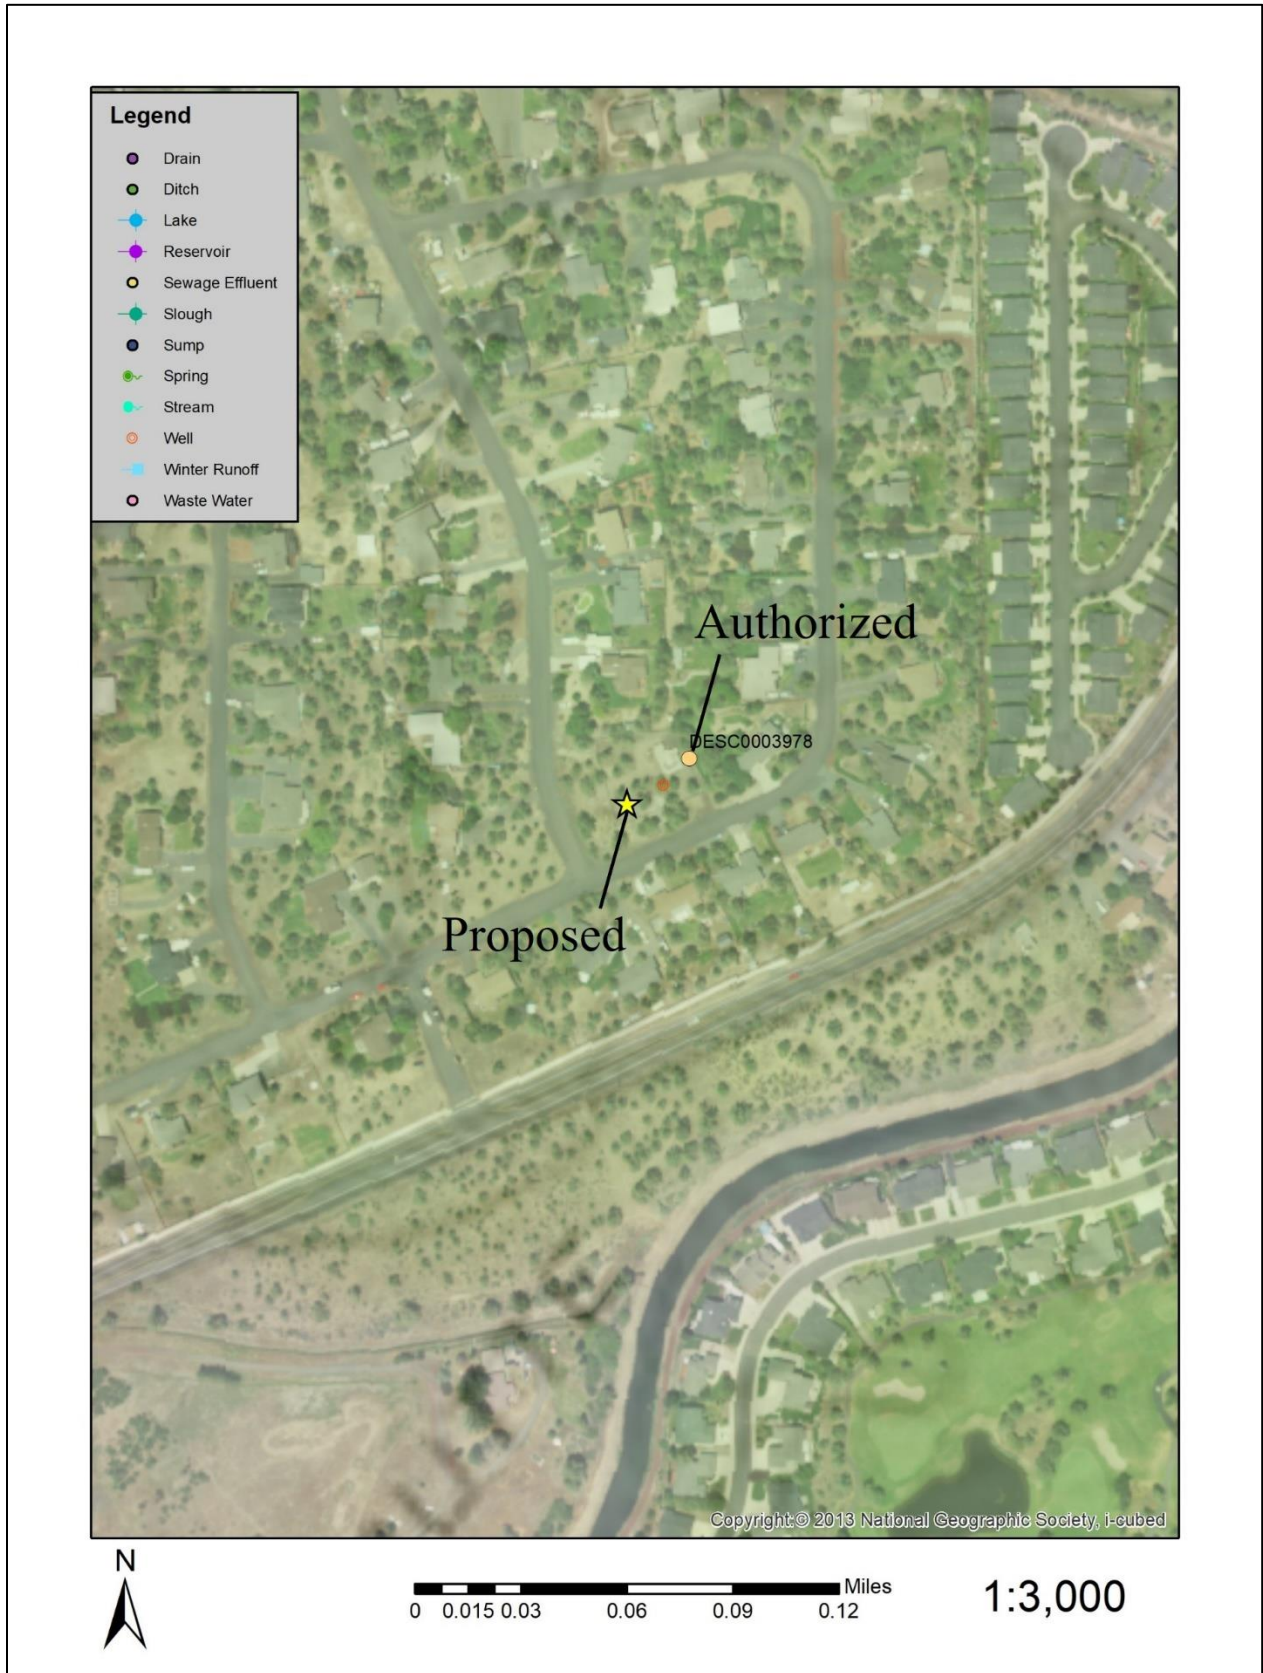 Legend
Drain
Ditch
Lake
Reservoir
Sewage Effluent
Slough
Sump
Spring
Stream
Well
Winter Runoff
Waste Water
Authorized
DESC0003978
Proposed
Copyright:© 2013 National Geographic Society, i-cubed
N
Miles
0 0.015 0.03 0.06 0.09 0.12
1:3,000